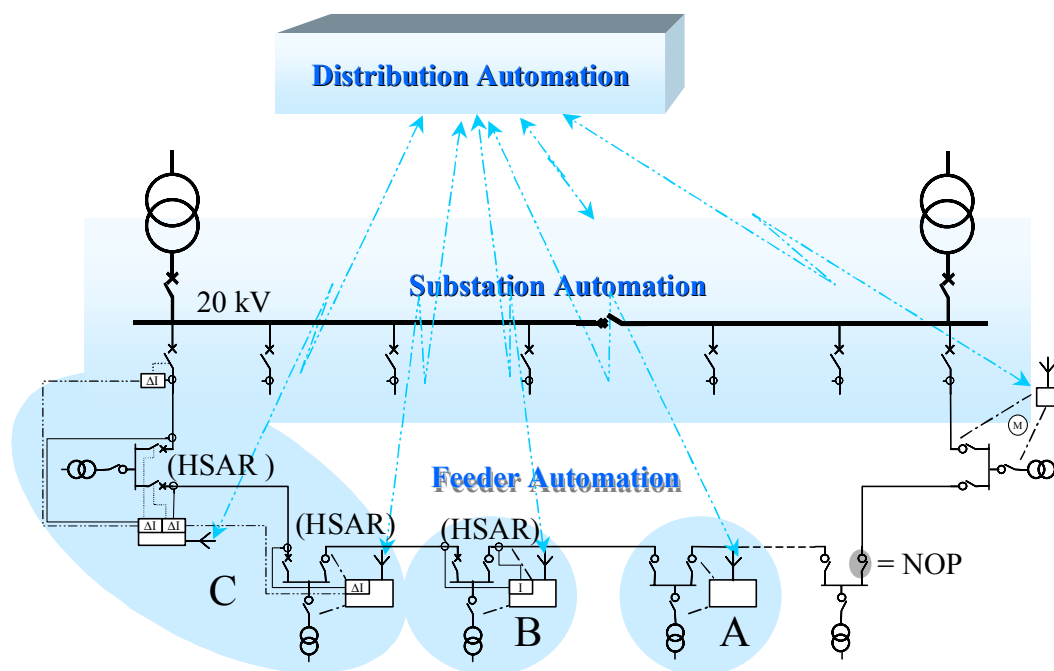 Distribution Automation
Substation Automation
20 kV
ΔI
M
(HSAR )
Feeder Automation
ΔI ΔI
(HSAR)
(HSAR)
= NOP
C
ΔI
I
B
A